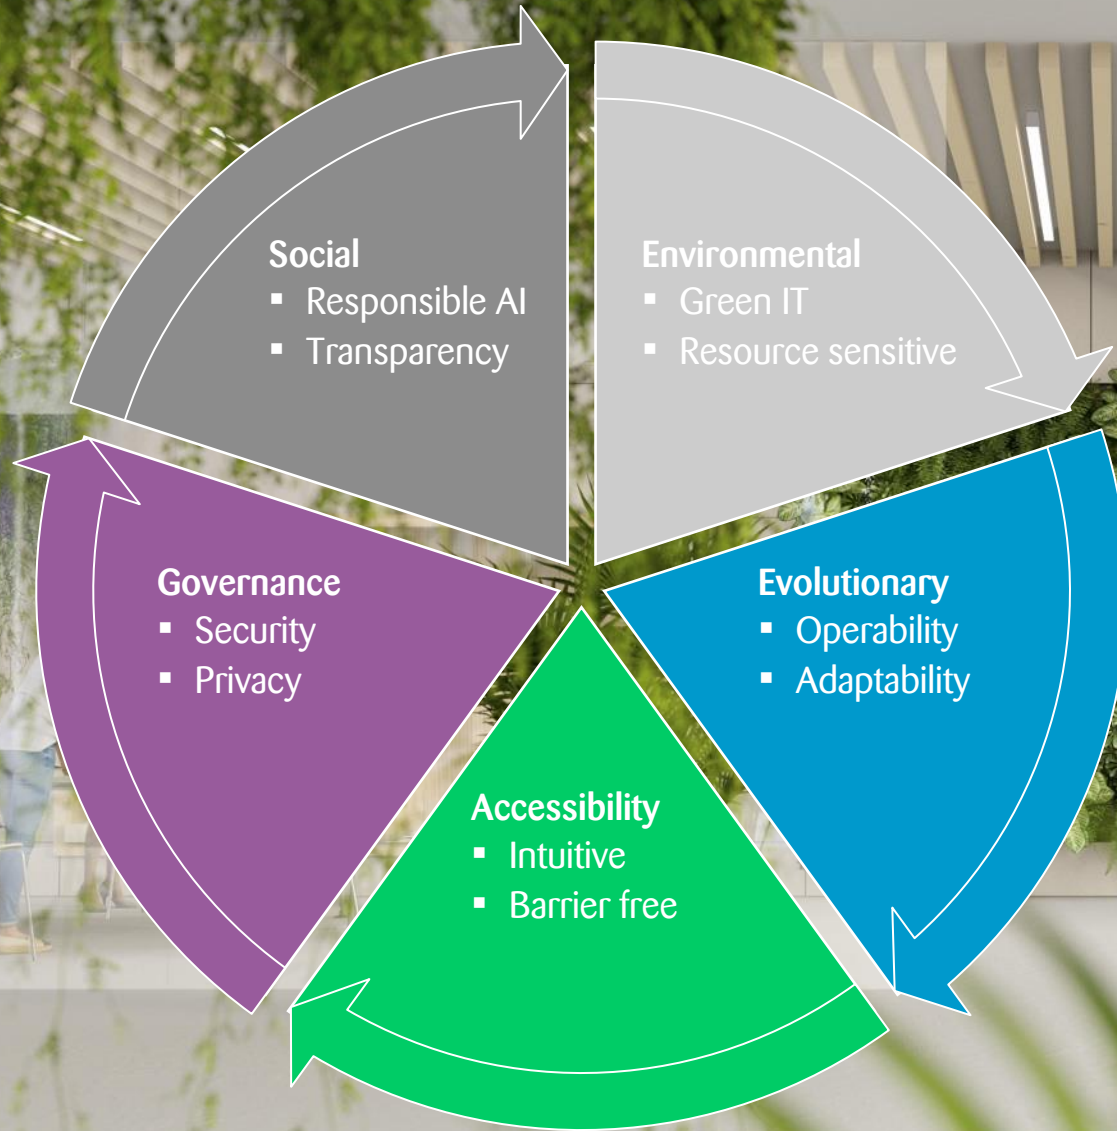 Social
▪ Responsible AI
▪ Transparency
Environmental
▪ Green IT
▪ Resource sensitive
Governance
▪ Security
▪ Privacy
Evolutionary
▪ Operability
▪ Adaptability
Accessibility
▪ Intuitive
▪ Barrier free